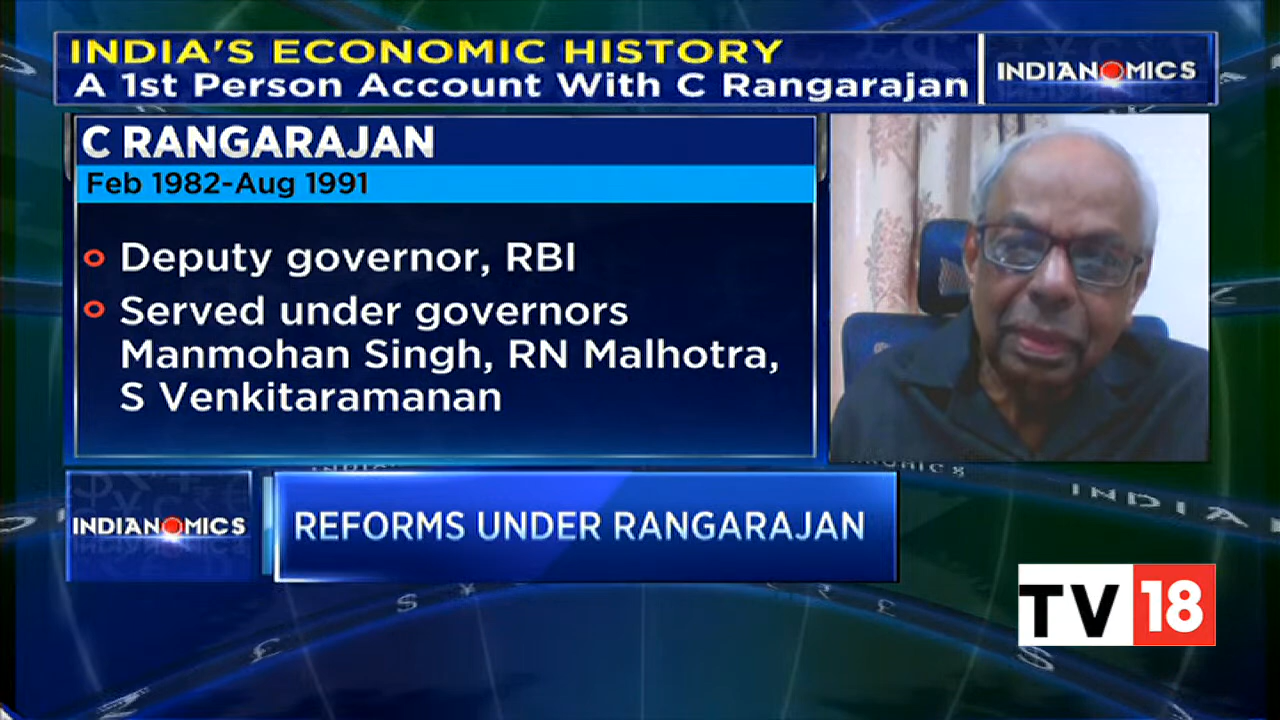 INDIA'S ECONOMIC HISTORY
A 1st Person Account With C Rangarajan
INDIANOMICS
C RANGARAJAN
Feb 1982-Aug 1991
Deputy governor, RBI
Served under governors
Manmohan Singh, RN Malhotra,
S Venkitaramanan
INDIANOMICS
REFORMS UNDER RANGARAJAN
INDIA
TV18